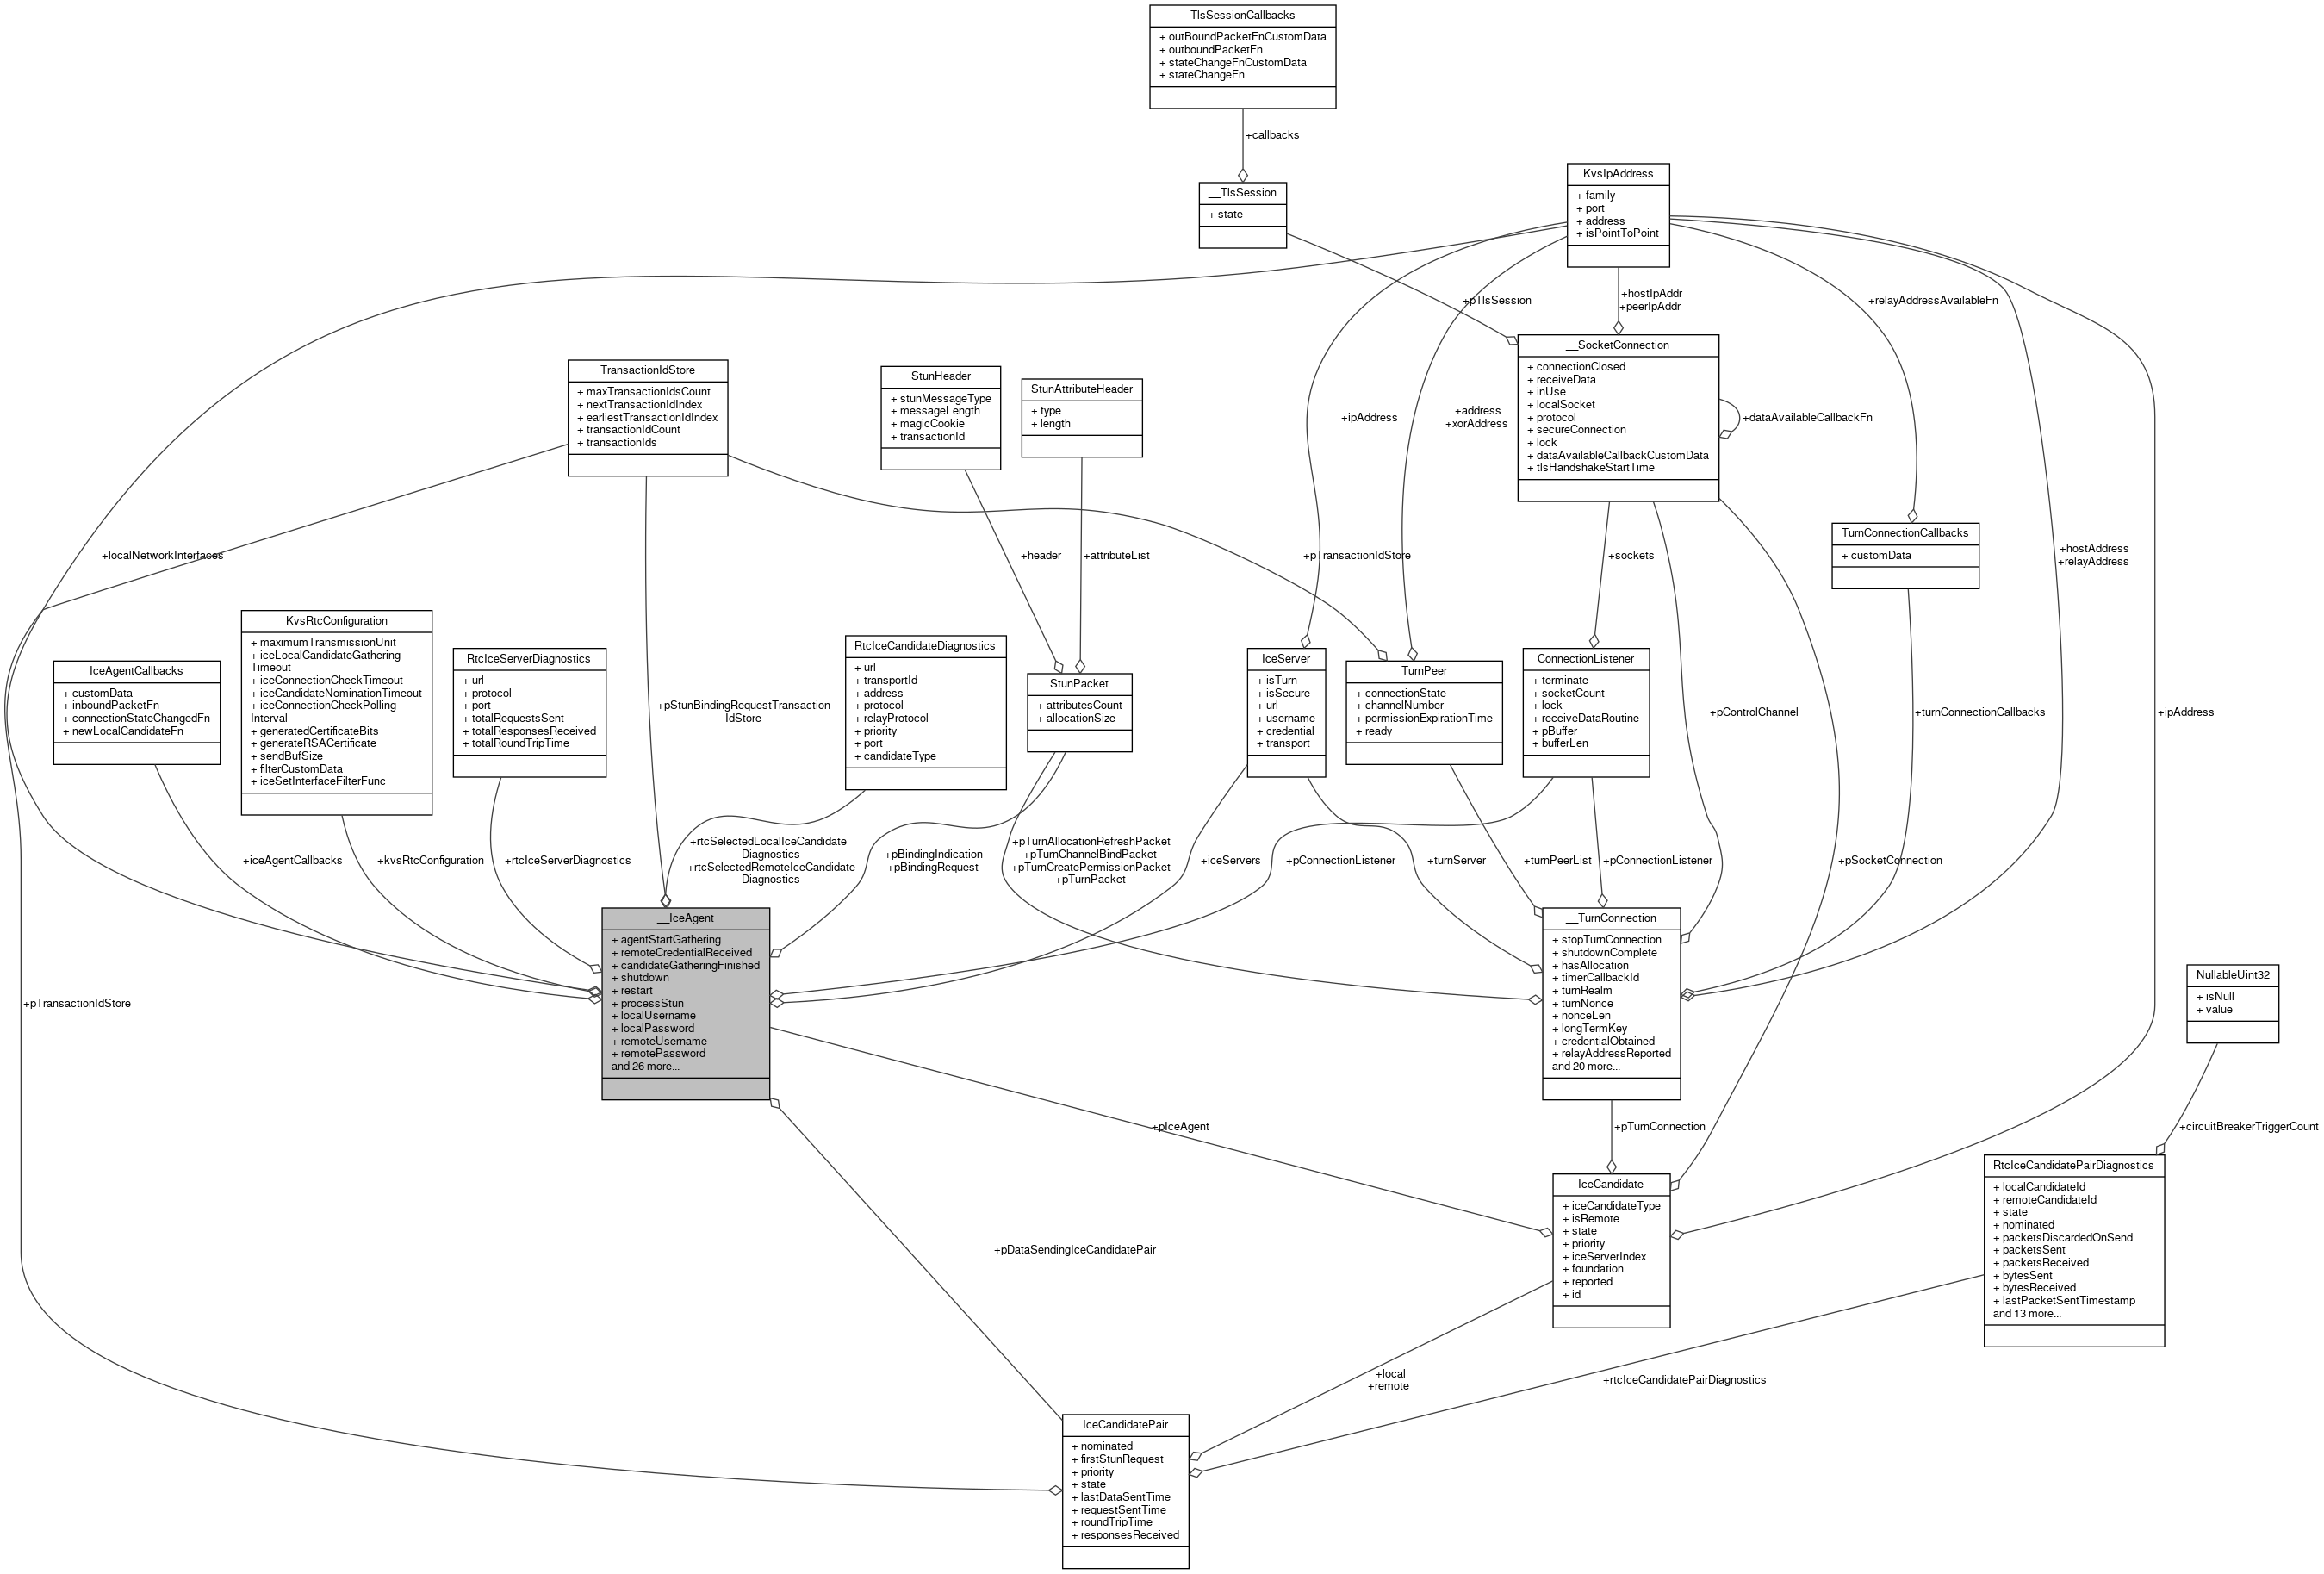 TlsSessionCallbacks
+ outBoundPacketFnCustomData
+ outboundPacketFn
+ stateChangeFnCustomData
+ stateChangeFn
+callbacks
__TlsSession
+ state
KvsIpAddress
+ family
+ port
+ address
+ isPointToPoint
+pTlsSession
+hostIpAddr
+peerIpAddr
+relayAddressAvailableFn
__SocketConnection
+ connectionClosed
+ receiveData
+ inUse
+ localSocket
+ protocol
+ secureConnection
+ lock
+ dataAvailableCallbackCustomData
+ tlsHandshakeStartTime
+dataAvailableCallbackFn
TransactionIdStore
+ maxTransactionIdsCount
+ nextTransactionIdIndex
+ earliestTransactionIdIndex
+ transactionIdCount
+ transactionIds
StunHeader
+ stunMessageType
+ messageLength
+ magicCookie
+ transactionId
StunAttributeHeader
+ type
+ length
+ipAddress
+address
+xorAddress
TurnConnectionCallbacks
+ customData
+localNetworkInterfaces
+header
+attributeList
+pTransactionIdStore
+sockets
+hostAddress
+relayAddress
IceAgentCallbacks
+ customData
+ inboundPacketFn
+ connectionStateChangedFn
+ newLocalCandidateFn
KvsRtcConfiguration
+ maximumTransmissionUnit
+ iceLocalCandidateGathering
Timeout
+ iceConnectionCheckTimeout
+ iceCandidateNominationTimeout
+ iceConnectionCheckPolling
Interval
+ generatedCertificateBits
+ generateRSACertificate
+ sendBufSize
+ filterCustomData
+ iceSetInterfaceFilterFunc
RtcIceServerDiagnostics
+ url
+ protocol
+ port
+ totalRequestsSent
+ totalResponsesReceived
+ totalRoundTripTime
+pStunBindingRequestTransaction
IdStore
RtcIceCandidateDiagnostics
+ url
+ transportId
+ address
+ protocol
+ relayProtocol
+ priority
+ port
+ candidateType
StunPacket
+ attributesCount
+ allocationSize
IceServer
+ isTurn
+ isSecure
+ url
+ username
+ credential
+ transport
TurnPeer
+ connectionState
+ channelNumber
+ permissionExpirationTime
+ ready
ConnectionListener
+ terminate
+ socketCount
+ lock
+ receiveDataRoutine
+ pBuffer
+ bufferLen
+pControlChannel
+turnConnectionCallbacks
+ipAddress
+iceAgentCallbacks
+kvsRtcConfiguration
+rtcIceServerDiagnostics
+rtcSelectedLocalIceCandidate
Diagnostics
+rtcSelectedRemoteIceCandidate
Diagnostics
+pBindingIndication
+pBindingRequest
+pTurnAllocationRefreshPacket
+pTurnChannelBindPacket
+pTurnCreatePermissionPacket
+pTurnPacket
+iceServers
+pConnectionListener
+turnServer
+turnPeerList
+pConnectionListener
+pSocketConnection
__IceAgent
+ agentStartGathering
+ remoteCredentialReceived
+ candidateGatheringFinished
+ shutdown
+ restart
+ processStun
+ localUsername
+ localPassword
+ remoteUsername
+ remotePassword
and 26 more...
__TurnConnection
+ stopTurnConnection
+ shutdownComplete
+ hasAllocation
+ timerCallbackId
+ turnRealm
+ turnNonce
+ nonceLen
+ longTermKey
+ credentialObtained
+ relayAddressReported
and 20 more...
NullableUint32
+ isNull
+ value
+pTransactionIdStore
+pIceAgent
+pTurnConnection
+circuitBreakerTriggerCount
IceCandidate
+ iceCandidateType
+ isRemote
+ state
+ priority
+ iceServerIndex
+ foundation
+ reported
+ id
RtcIceCandidatePairDiagnostics
+ localCandidateId
+ remoteCandidateId
+ state
+ nominated
+ packetsDiscardedOnSend
+ packetsSent
+ packetsReceived
+ bytesSent
+ bytesReceived
+ lastPacketSentTimestamp
and 13 more...
+pDataSendingIceCandidatePair
+local
+remote
+rtcIceCandidatePairDiagnostics
IceCandidatePair
+ nominated
+ firstStunRequest
+ priority
+ state
+ lastDataSentTime
+ requestSentTime
+ roundTripTime
+ responsesReceived